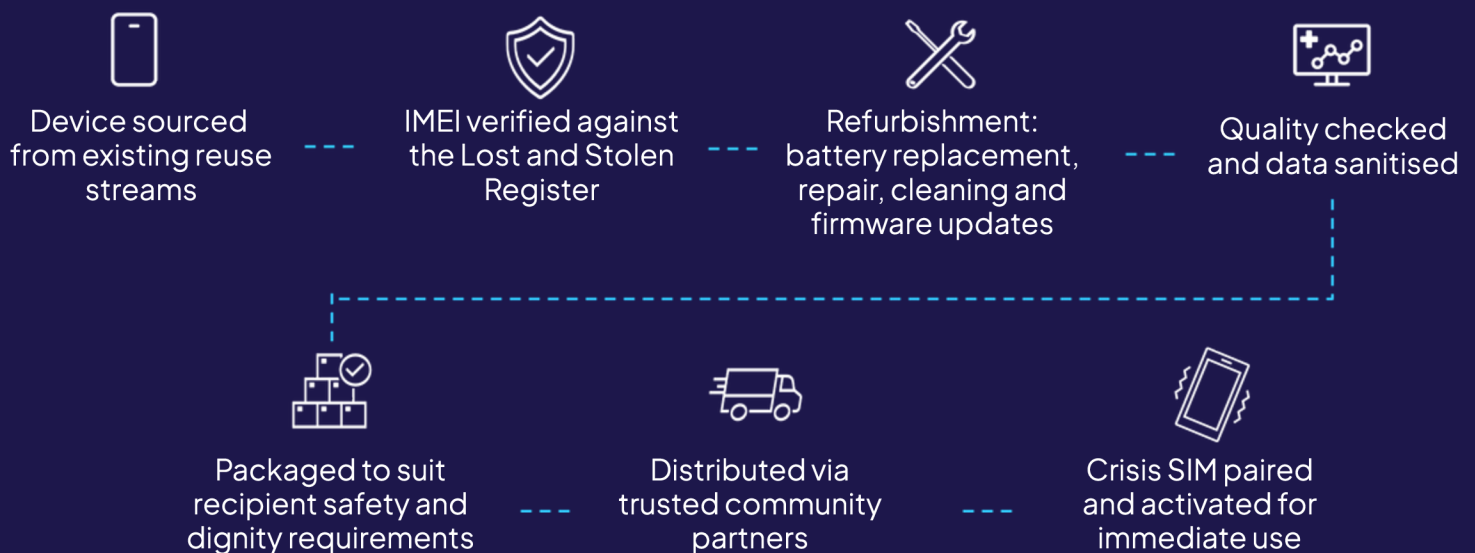 Device sourced
from existing reuse
streams
IMEI verified against
the Lost and Stolen
Register
Refurbishment:
battery replacement,
repair, cleaning and
firmware updates
Quality checked
and data sanitised
Packaged to suit
recipient safety and
dignity requirements
Distributed via
trusted community
partners
Crisis SIM paired
and activated for
immediate use